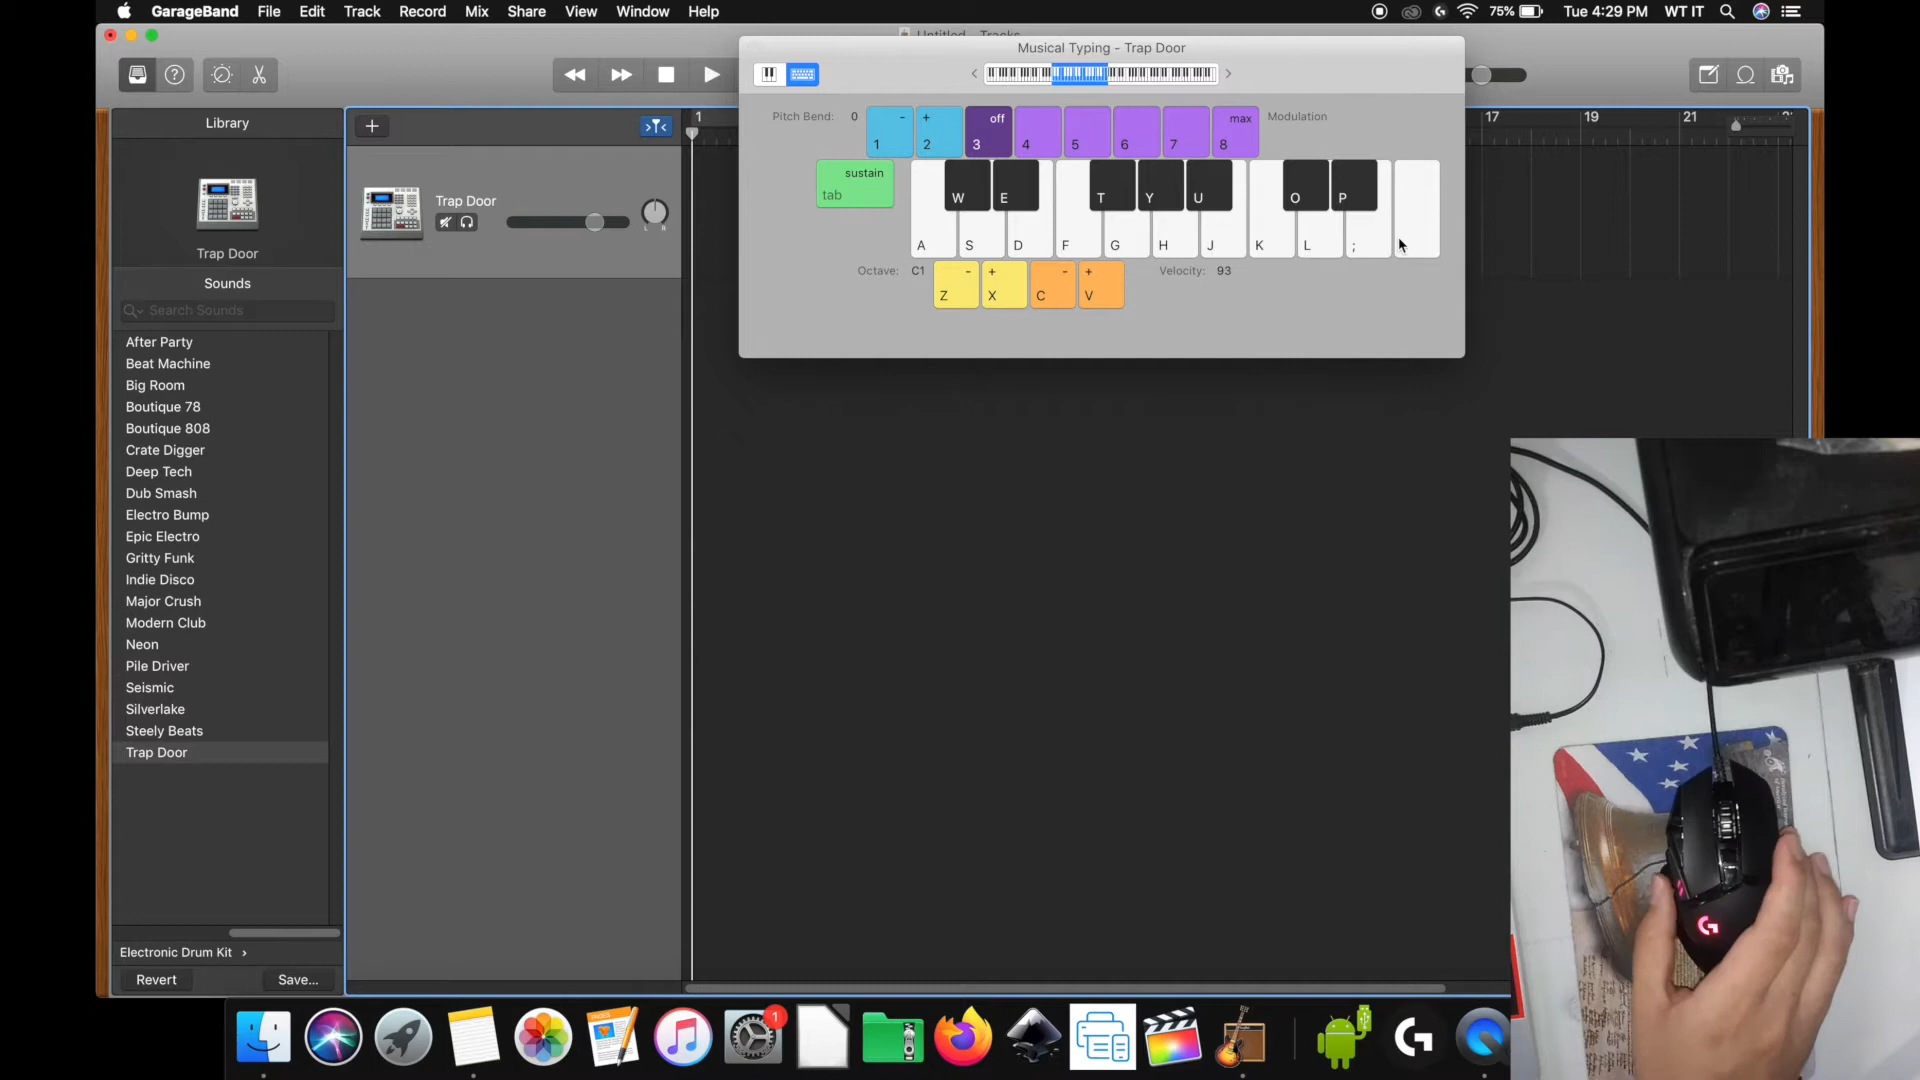 GarageBand File Edit Track Record Mix Share View Window Help
75% Tue 4:29 PM WT IT
Untitled - Tracks
Musical Typing - Trap Door
Library
Trap Door
Sounds
Search Sounds
After Party
Beat Machine
Big Room
Boutique 78
Boutique 808
Crate Digger
Deep Tech
Dub Smash
Electro Bump
Epic Electro
Gritty Funk
Indie Disco
Major Crush
Modern Club
Neon
Pile Driver
Seismic
Silverlake
Steely Beats
Trap Door
Electronic Drum Kit ›
Revert Save...
Trap Door
L R
1 17 19 21
Pitch Bend: 0 - + off max Modulation
1 2 3 4 5 6 7 8
sustain
tab
W E T Y U O P
A S D F G H J K L ;
Octave: C1 - + - + Velocity: 93
Z X C V
PAGES
1